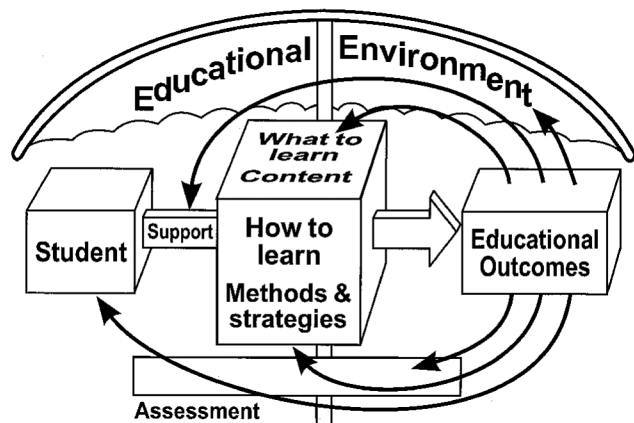 Educational Environment
What to
learn
Content
Student
Support
How to
learn
Methods &
strategies
Educational
Outcomes
Assessment